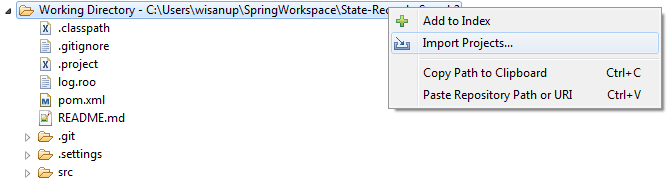 Working Directory - C:\Users\wisanup\SpringWorkspace\State-Rec
.classpath
.gitignore
.project
log.roo
pom.xml
README.md
.git
.settings
src
Add to Index
Import Projects...
Copy Path to Clipboard Ctrl+C
Paste Repository Path or URI Ctrl+V